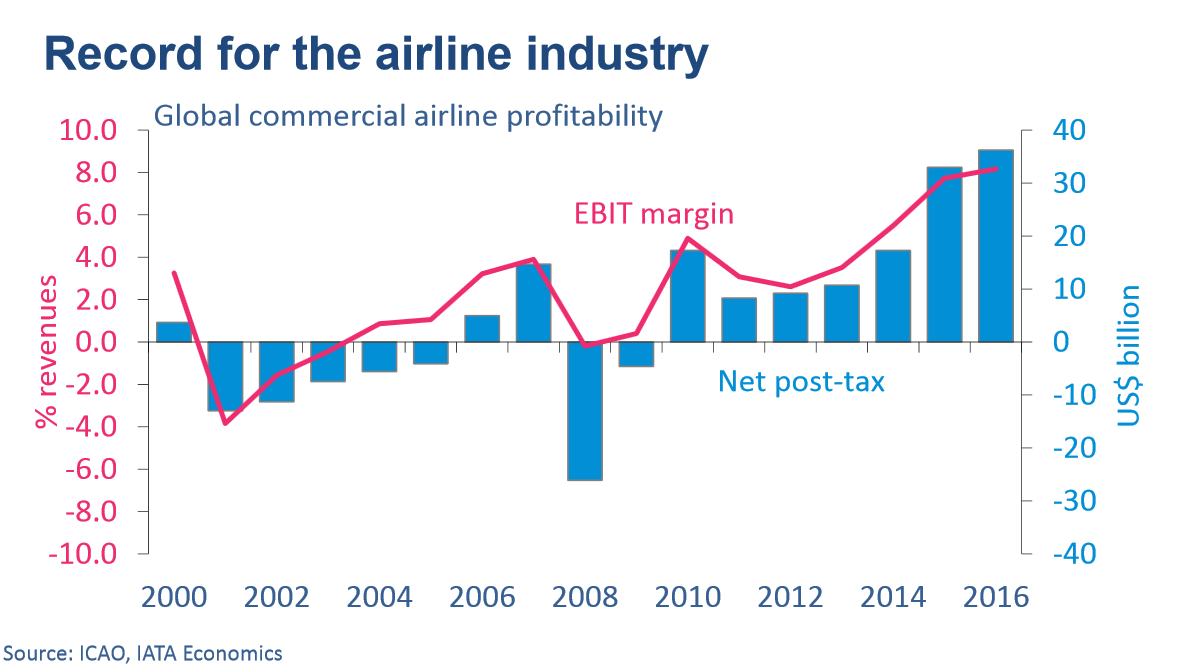 Record for the airline industry
Global commercial airline profitability
10.0
8.0
6.0
4.0
2.0
0.0
-2.0
-4.0
-6.0
-8.0
-10.0
% revenues
EBIT margin
Net post-tax
40
30
20
10
0
-10
-20
-30
-40
US$ billion
2000 2002 2004 2006 2008 2010 2012 2014 2016
Source: ICAO, IATA Economics